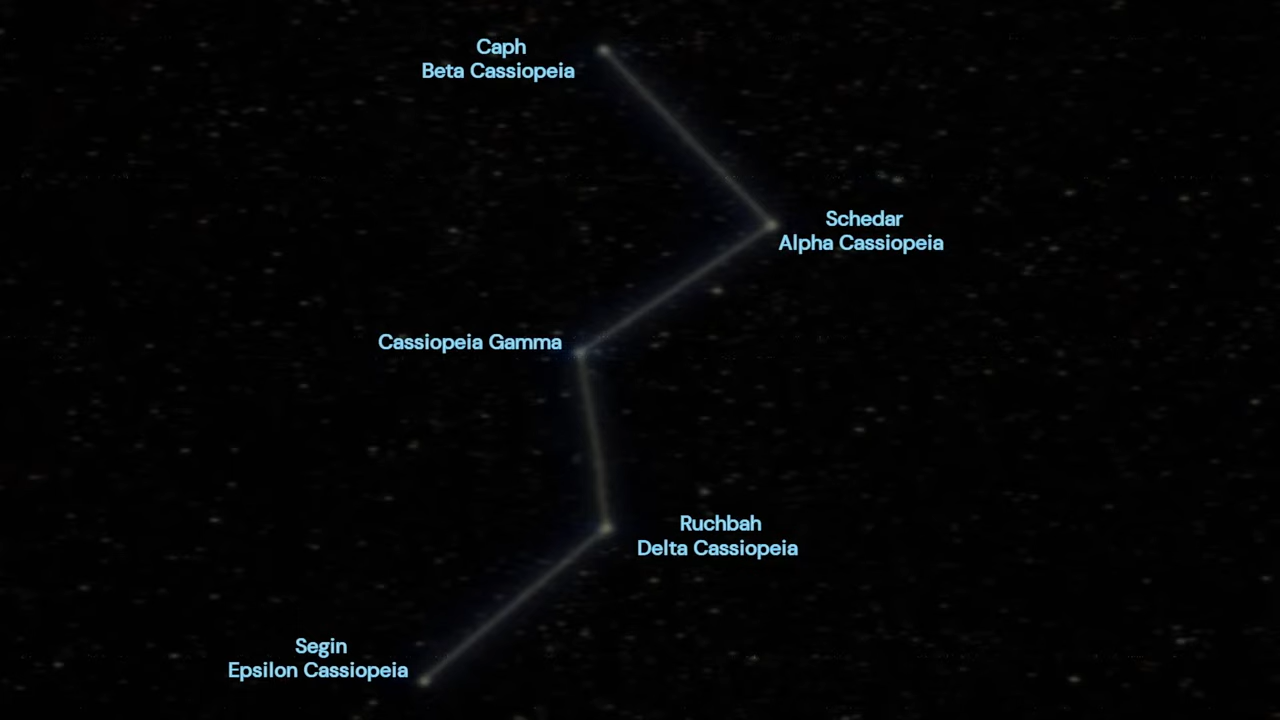 Caph
Beta Cassiopeia
Schedar
Alpha Cassiopeia
Cassiopeia Gamma
Ruchbah
Delta Cassiopeia
Segin
Epsilon Cassiopeia